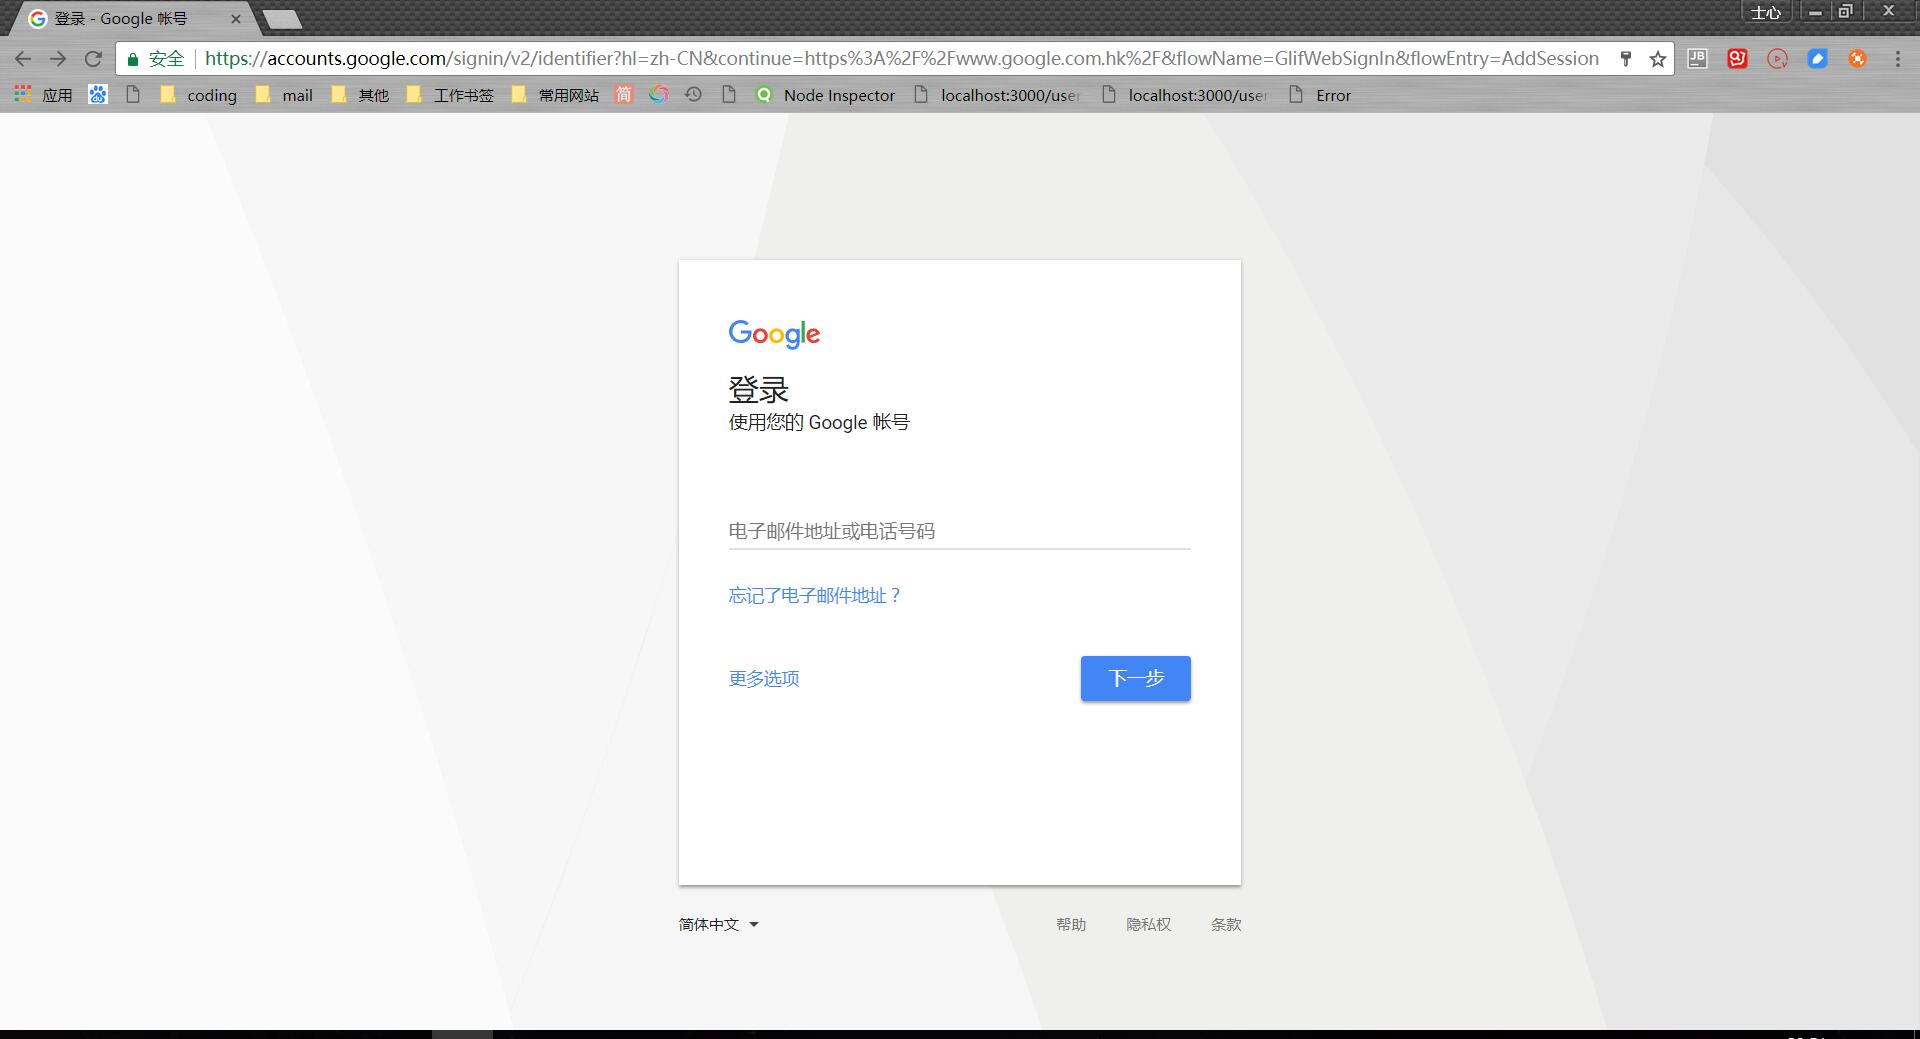 登录 - Google 帐号
士心
安全 https://accounts.google.com/signin/v2/identifier?hl=zh-CN&continue=https%3A%2F%2Fwww.google.com.hk%2F&flowName=GlifWebSignIn&flowEntry=AddSession
应用 coding mail 其他 工作书签 常用网站 简 Node Inspector localhost:3000/user localhost:3000/user Error
Google
登录
使用您的 Google 帐号
电子邮件地址或电话号码
忘记了电子邮件地址？
更多选项 下一步
简体中文 帮助 隐私权 条款